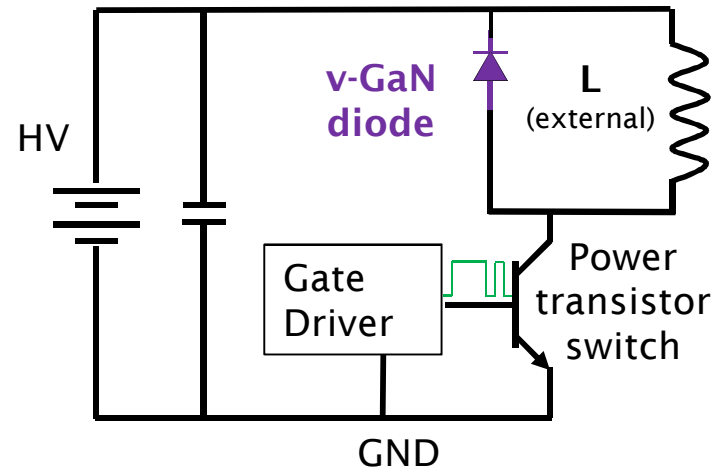 HV
v-GaN
diode
L
(external)
Gate
Driver
Power
transistor
switch
GND